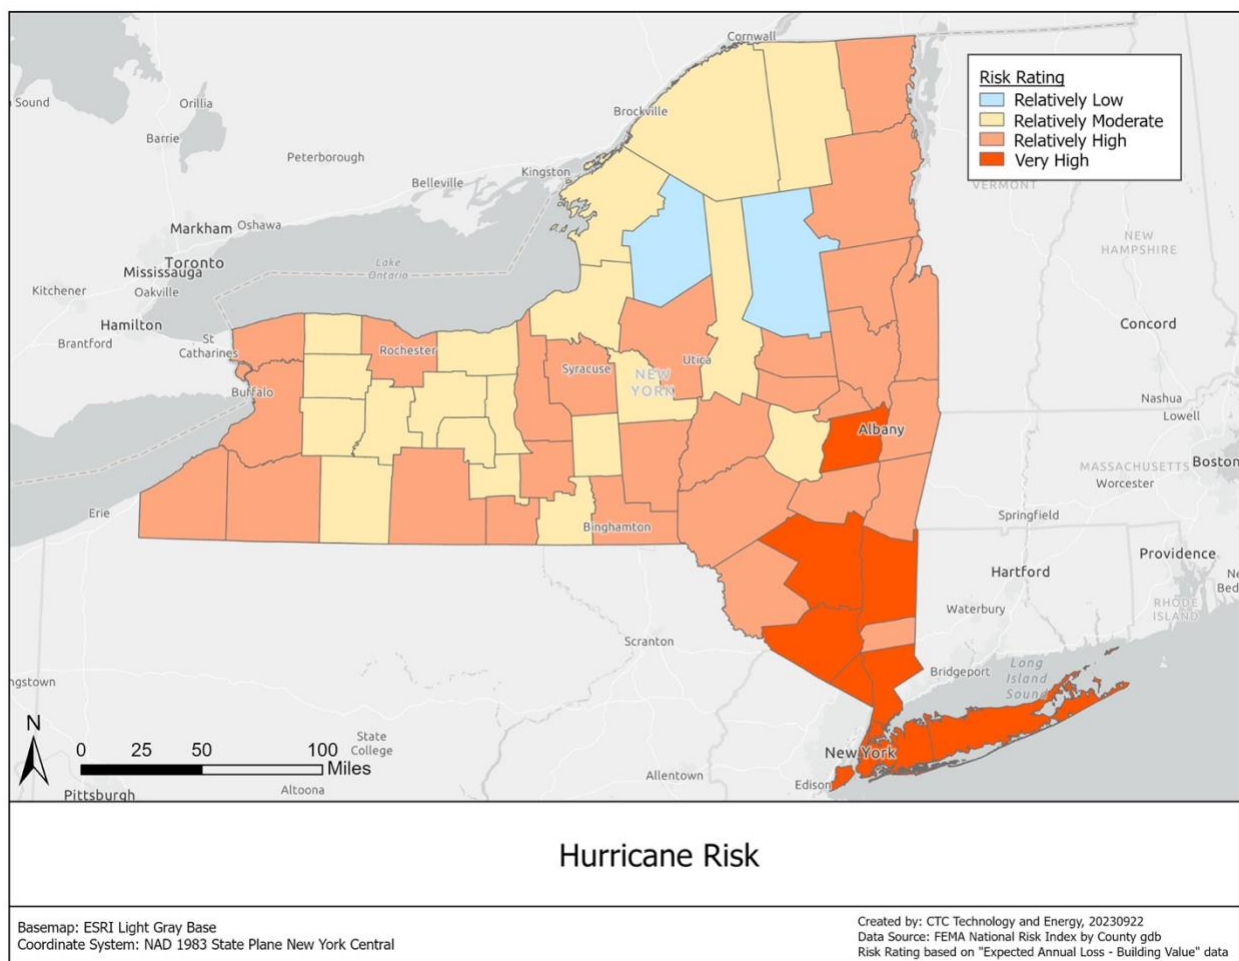 Cornwall
Sound
Orillia
Brockville
Barrie
Peterborough
Kingston
Belleville
VERMONT
Markham
Oshawa
NEW
HAMPSHIRE
Toronto
Mississauga
Lake
Ontario
Kitchener
Oakville
Hamilton
Brantford
St
Catharines
Concord
Rochester
Syracuse
Utica
NEW
YORK
Buffalo
Nashua
Lowell
Albany
Boston
MASSACHUSETTS
Worcester
Erie
Springfield
Binghamton
Providence
Hartford
Ne
Bed
Waterbury
RHODE
ISLAND
Scranton
Bridgeport
Long
Island
Sound
ngstown
State
College
New York
Allentown
Edison
Altoona
Pittsburgh
N
0 25 50 100
Miles
Risk Rating
Relatively Low
Relatively Moderate
Relatively High
Very High
Hurricane Risk
Basemap: ESRI Light Gray Base
Coordinate System: NAD 1983 State Plane New York Central
Created by: CTC Technology and Energy, 20230922
Data Source: FEMA National Risk Index by County gdb
Risk Rating based on "Expected Annual Loss - Building Value" data